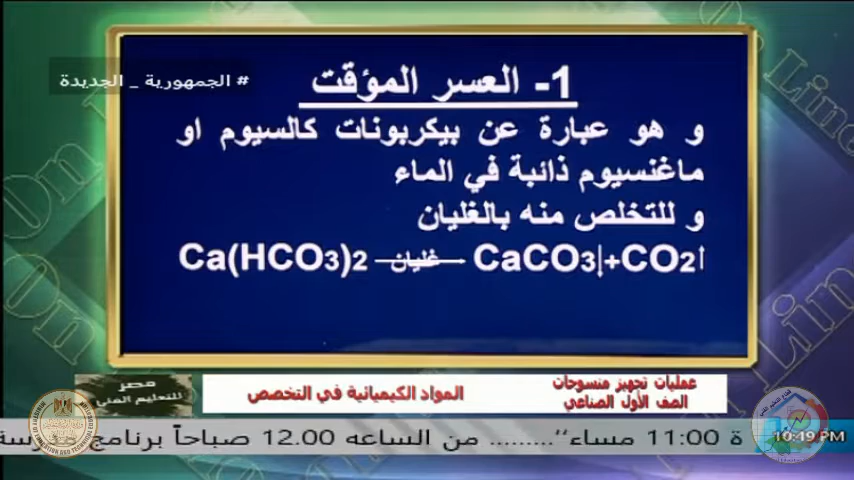 # الجمهورية _ الجديدة
1- العسر المؤقت
و هو عبارة عن بيكربونات كالسيوم او
ماغنسيوم ذائبة في الماء
و للتخلص منه بالغليان
Ca(HCO3)2 غليان→ CaCO3↓+CO2↑
مصر
للتعليم الفني
المواد الكيميائية في التخصص
عمليات تجهيز منسوجات
الصف الأول الصناعي
ة 11:00 مساء“......... من الساعه 12.00 صباحاً برنامج
10:49 PM